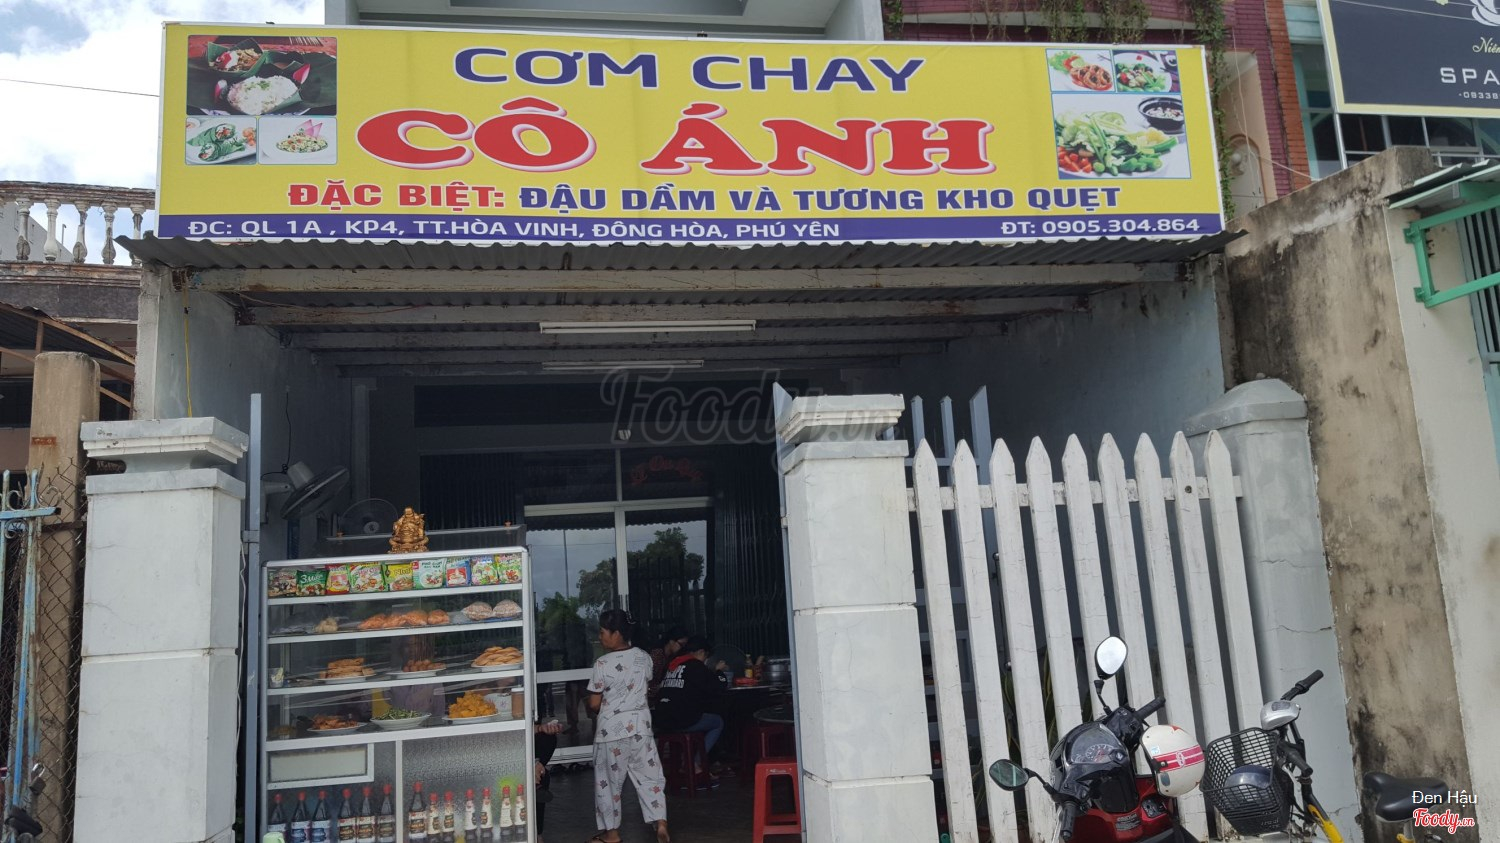 CƠM CHAY
CÔ ÁNH
ĐẶC BIỆT: ĐẬU DẦM VÀ TƯƠNG KHO QUẸT
ĐC: QL 1A , KP4, TT.HÒA VINH, ĐÔNG HÒA, PHÚ YÊN ĐT: 0905.304.864
SPA
Foody.vn
Đen Hậu
Foody.vn